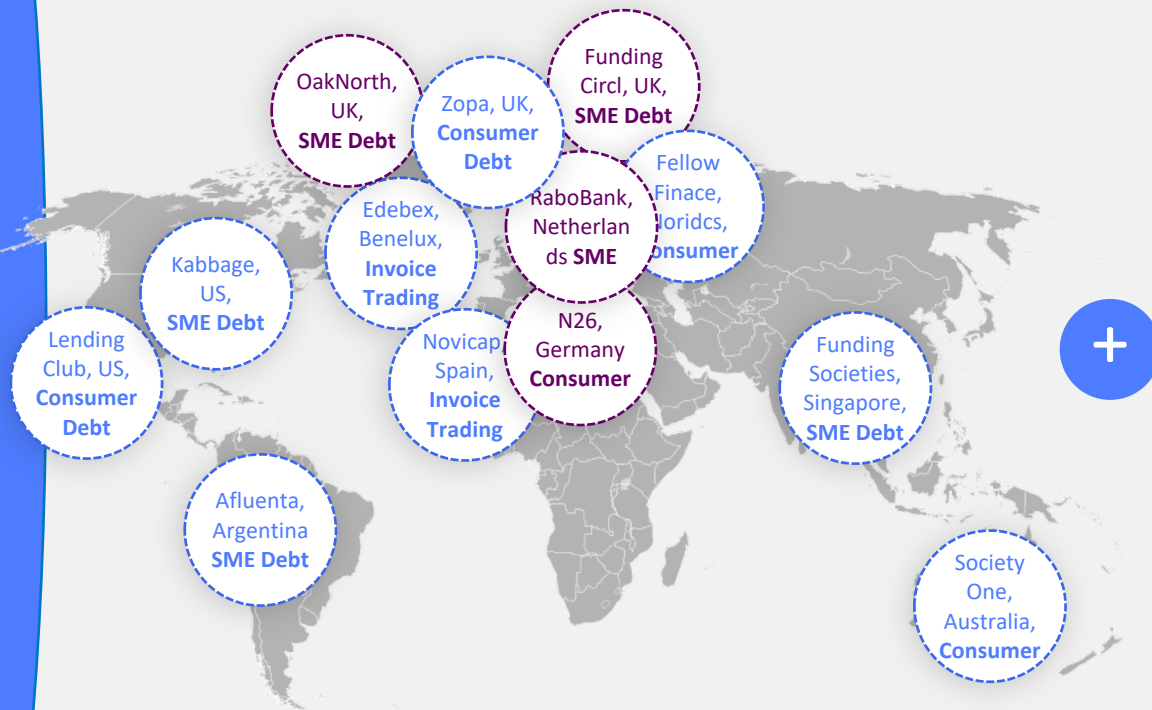 OakNorth,
UK,
SME Debt
Zopa, UK,
Consumer
Debt
Funding
Circl, UK,
SME Debt
Fellow
Finace,
Noridcs,
Consumer
RaboBank,
Netherlan
ds SME
Edebex,
Benelux,
Invoice
Trading
Kabbage,
US,
SME Debt
Lending
Club, US,
Consumer
Debt
Novicap,
Spain,
Invoice
Trading
N26,
Germany
Consumer
Funding
Societies,
Singapore,
SME Debt
+
Afluenta,
Argentina
SME Debt
Society
One,
Australia,
Consumer